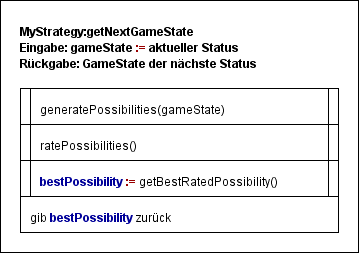 MyStrategy:getNextGameState
Eingabe: gameState := aktueller Status
Rückgabe: GameState der nächste Status
generatePossibilities(gameState)
ratePossibilities()
bestPossibility := getBestRatedPossibility()
gib bestPossibility zurück